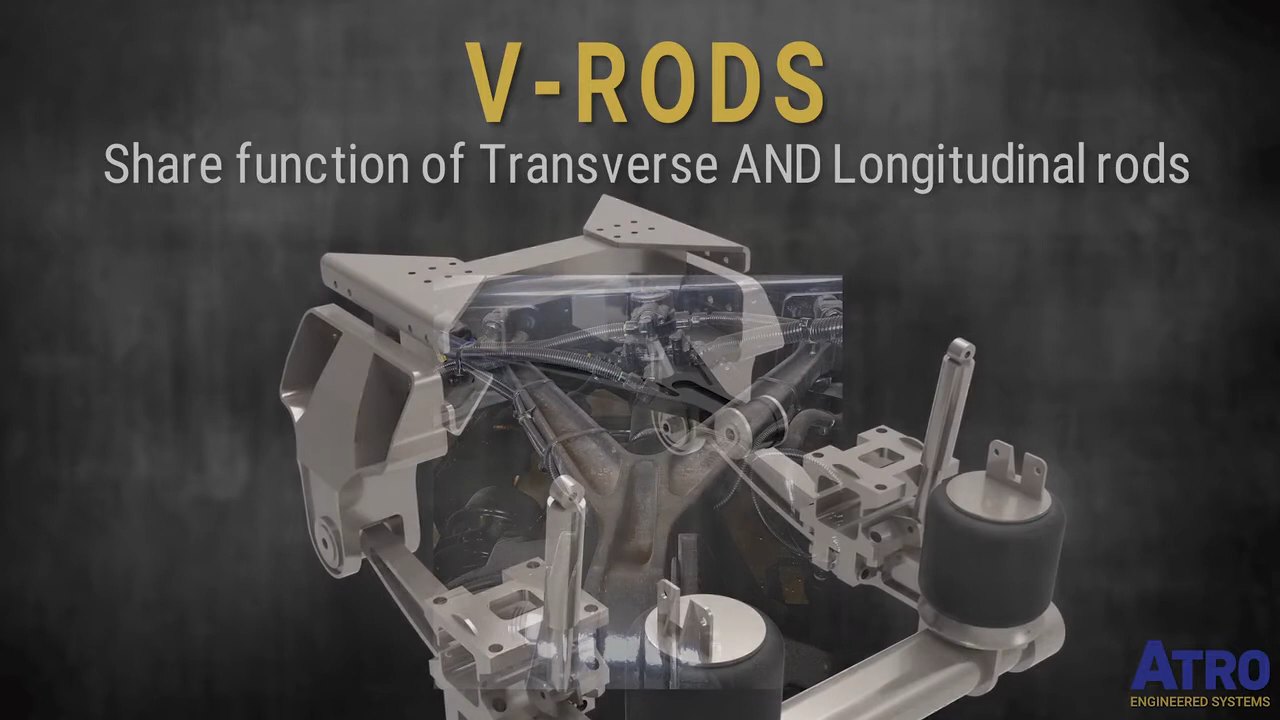 V-RODS
Share function of Transverse AND Longitudinal rods
ATRO
ENGINEERED SYSTEMS